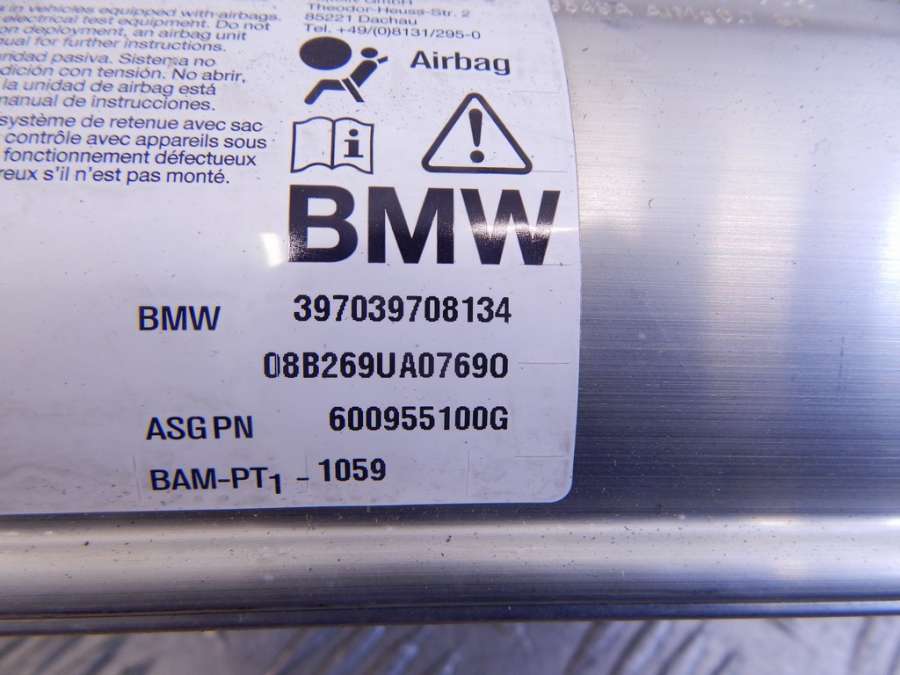 in vehicles equipped with airbags.
electrical test equipment. Do not
on deployment, an airbag unit
ual for further instructions.
uridad pasiva. Sistema no
dición con tensión. No abrir,
la unidad de airbag está
manual de instrucciones.
système de retenue avec sac
contrôle avec appareils sous
fonctionnement défectueux
reux s'il n'est pas monté.
GmbH
Theodor-Heuss-Str. 2
85221 Dachau
Tel. +49/(0)8131/295-0
Airbag
i
!
BMW
BMW 397039708134
08B269UA07690
ASG PN 600955100G
BAM-PT1 - 1059